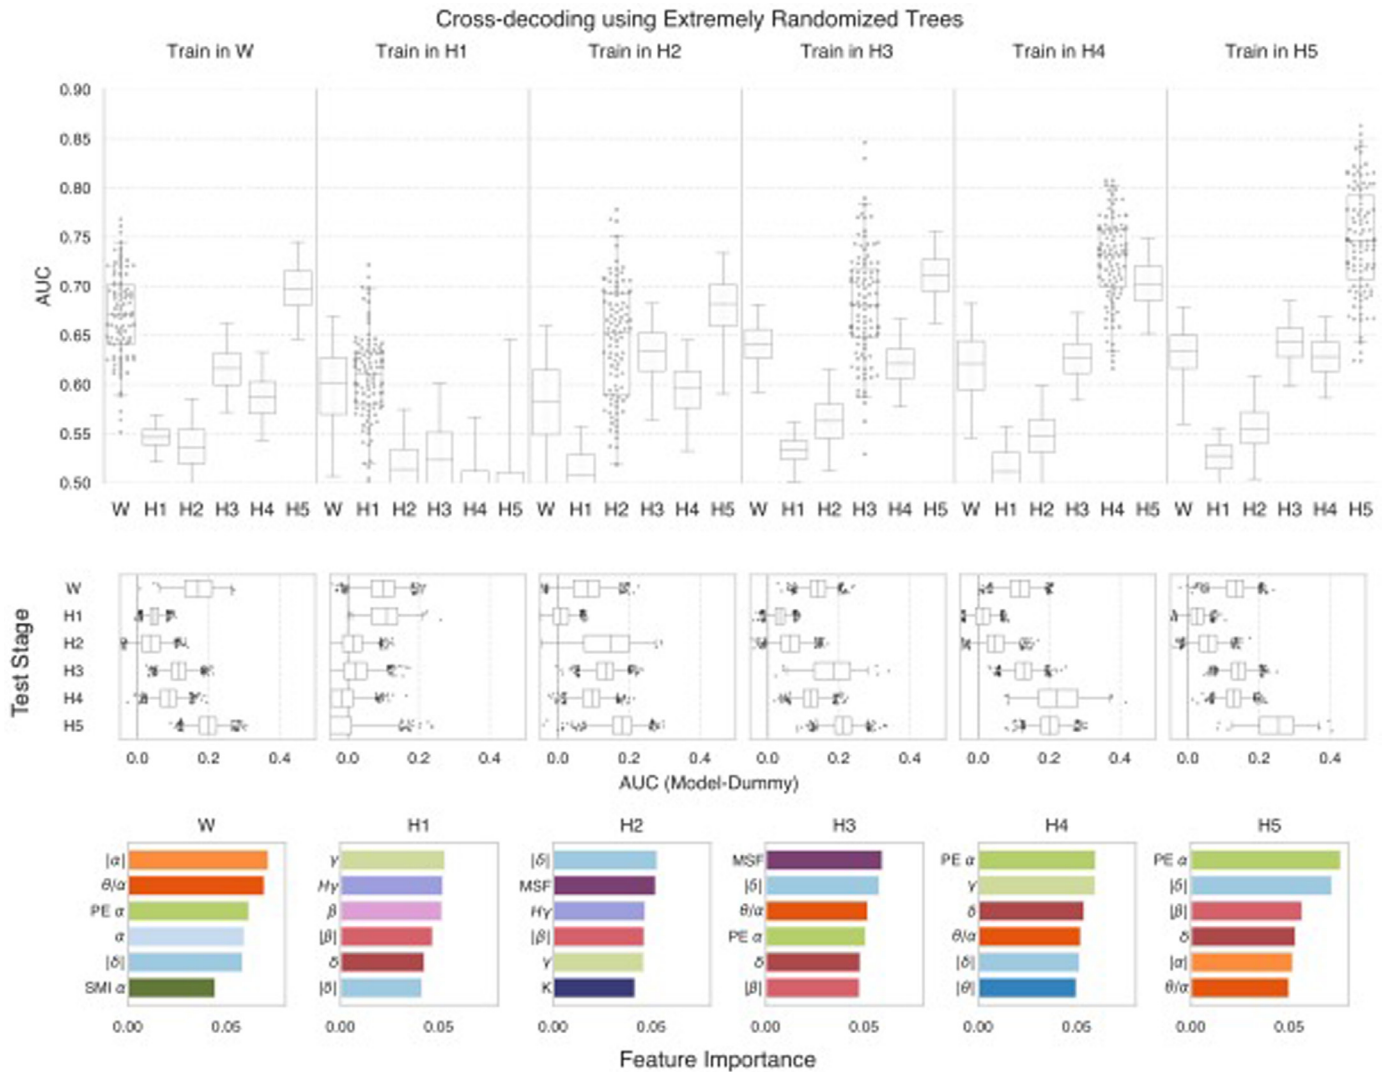 Cross-decoding using Extremely Randomized Trees
Train in W Train in H1 Train in H2 Train in H3 Train in H4 Train in H5
AUC
0.90
0.85
0.80
0.75
0.70
0.65
0.60
0.55
0.50
W H1 H2 H3 H4 H5 W H1 H2 H3 H4 H5 W H1 H2 H3 H4 H5 W H1 H2 H3 H4 H5 W H1 H2 H3 H4 H5 W H1 H2 H3 H4 H5
Test Stage
W
H1
H2
H3
H4
H5
0.0 0.2 0.4 0.0 0.2 0.4 0.0 0.2 0.4 0.0 0.2 0.4 0.0 0.2 0.4 0.0 0.2 0.4
AUC (Model-Dummy)
W H1 H2 H3 H4 H5
|α| γ |δ| MSF PE α PE α
θ/α Hγ MSF |δ| γ |δ|
PE α β Hγ θ/α δ |β|
α |β| |β| PE α θ/α δ
|δ| δ γ δ |δ| |α|
SMI α |δ| K |β| |θ| θ/α
0.00 0.05 0.00 0.05 0.00 0.05 0.00 0.05 0.00 0.05 0.00 0.05
Feature Importance